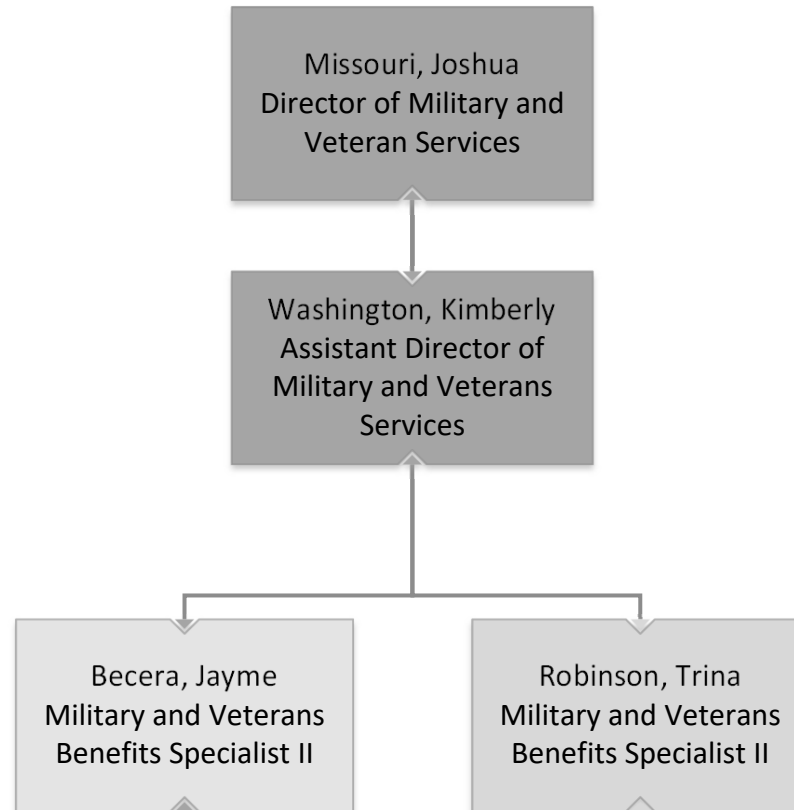 Missouri, Joshua
Director of Military and
Veteran Services
Washington, Kimberly
Assistant Director of
Military and Veterans
Services
Becera, Jayme
Military and Veterans
Benefits Specialist II
Robinson, Trina
Military and Veterans
Benefits Specialist II